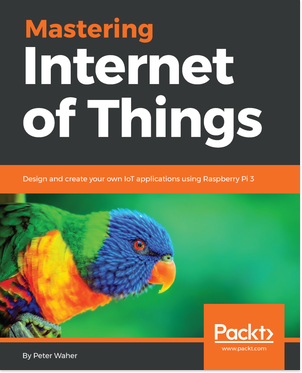 Mastering
Internet
of Things
Design and create your own IoT applications using Raspberry Pi 3
Packt>
www.packt.com
By Peter Waher